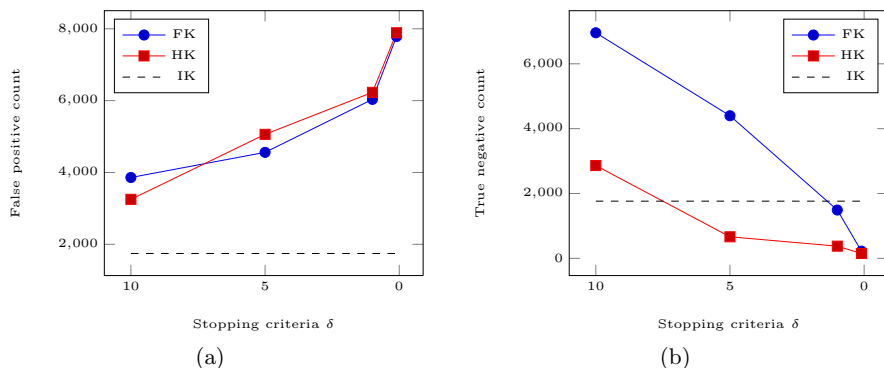 8,000
6,000
4,000
2,000
10
5
0
False positive count
Stopping criteria δ
FK
HK
IK
(a)
6,000
4,000
2,000
0
10
5
0
True negative count
Stopping criteria δ
FK
HK
IK
(b)